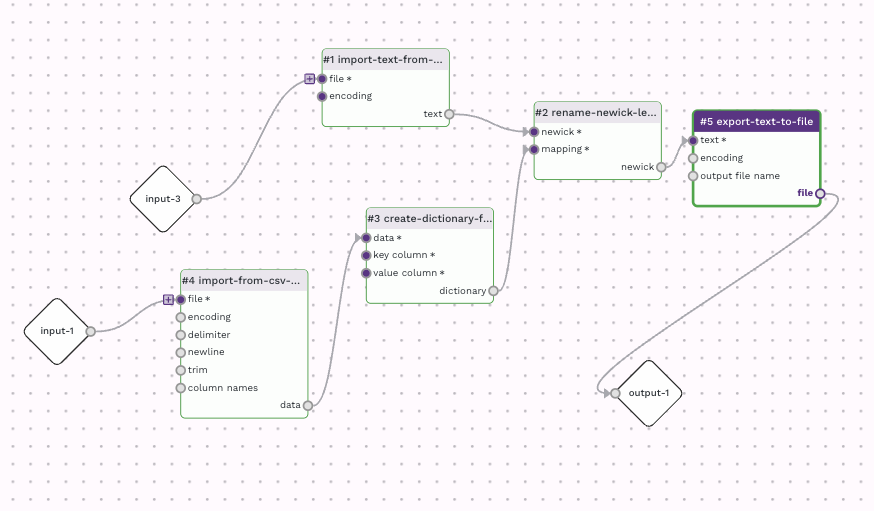 #1 import-text-from-...
file *
encoding
text
#2 rename-newick-le...
newick *
mapping *
newick
#5 export-text-to-file
text *
encoding
output file name
file
input-3
#3 create-dictionary-f...
data *
key column *
value column *
dictionary
#4 import-from-csv-...
file *
encoding
delimiter
newline
trim
column names
data
input-1
output-1